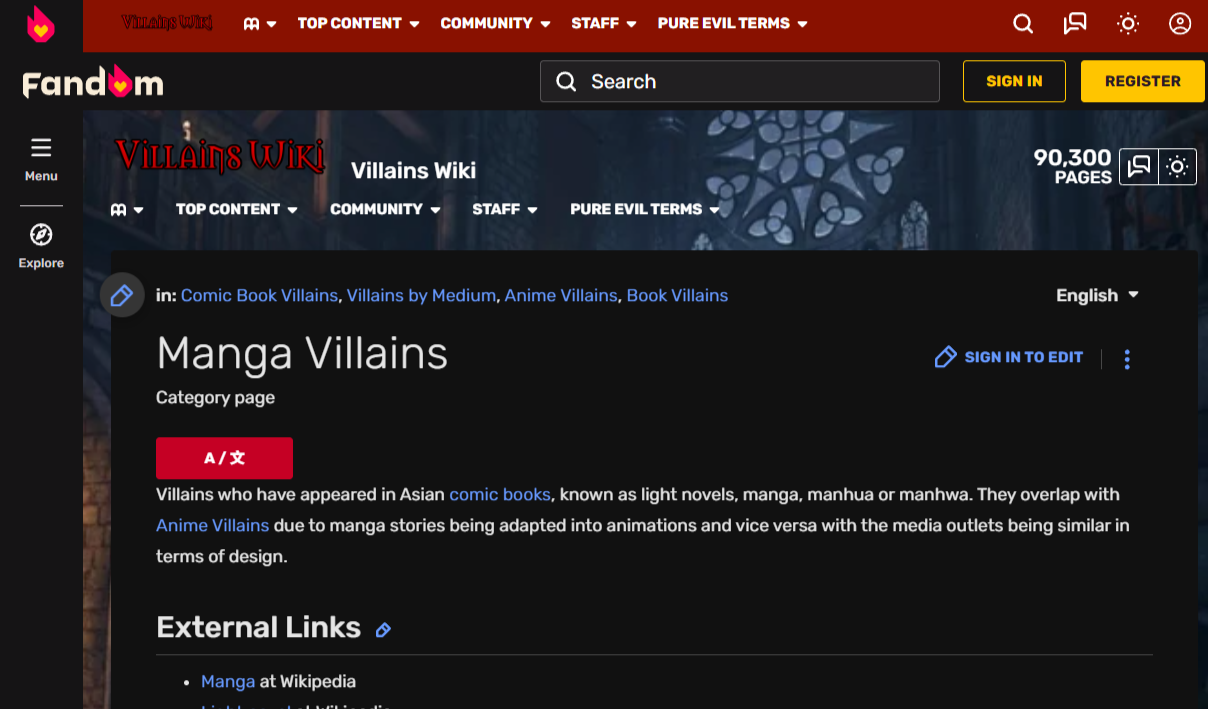 Villains Wiki TOP CONTENT COMMUNITY STAFF PURE EVIL TERMS
Fandom Search SIGN IN REGISTER
Menu
Explore
Villains Wiki Villains Wiki
90,300
PAGES
TOP CONTENT COMMUNITY STAFF PURE EVIL TERMS
in: Comic Book Villains, Villains by Medium, Anime Villains, Book Villains
English
Manga Villains
SIGN IN TO EDIT
Category page
A / 文
Villains who have appeared in Asian comic books, known as light novels, manga, manhua or manhwa. They overlap with
Anime Villains due to manga stories being adapted into animations and vice versa with the media outlets being similar in
terms of design.
External Links
• Manga at Wikipedia